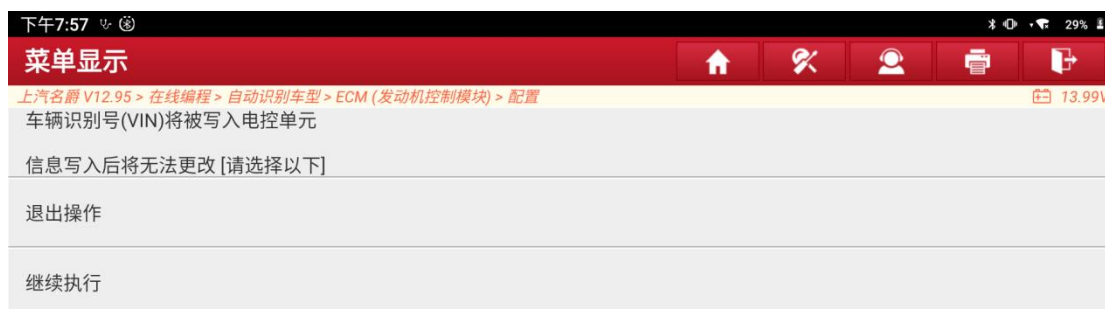 下午7:57 29%
菜单显示
上汽名爵 V12.95 > 在线编程 > 自动识别车型 > ECM (发动机控制模块) > 配置 13.99V
车辆识别号(VIN)将被写入电控单元
信息写入后将无法更改 [请选择以下]
退出操作
继续执行